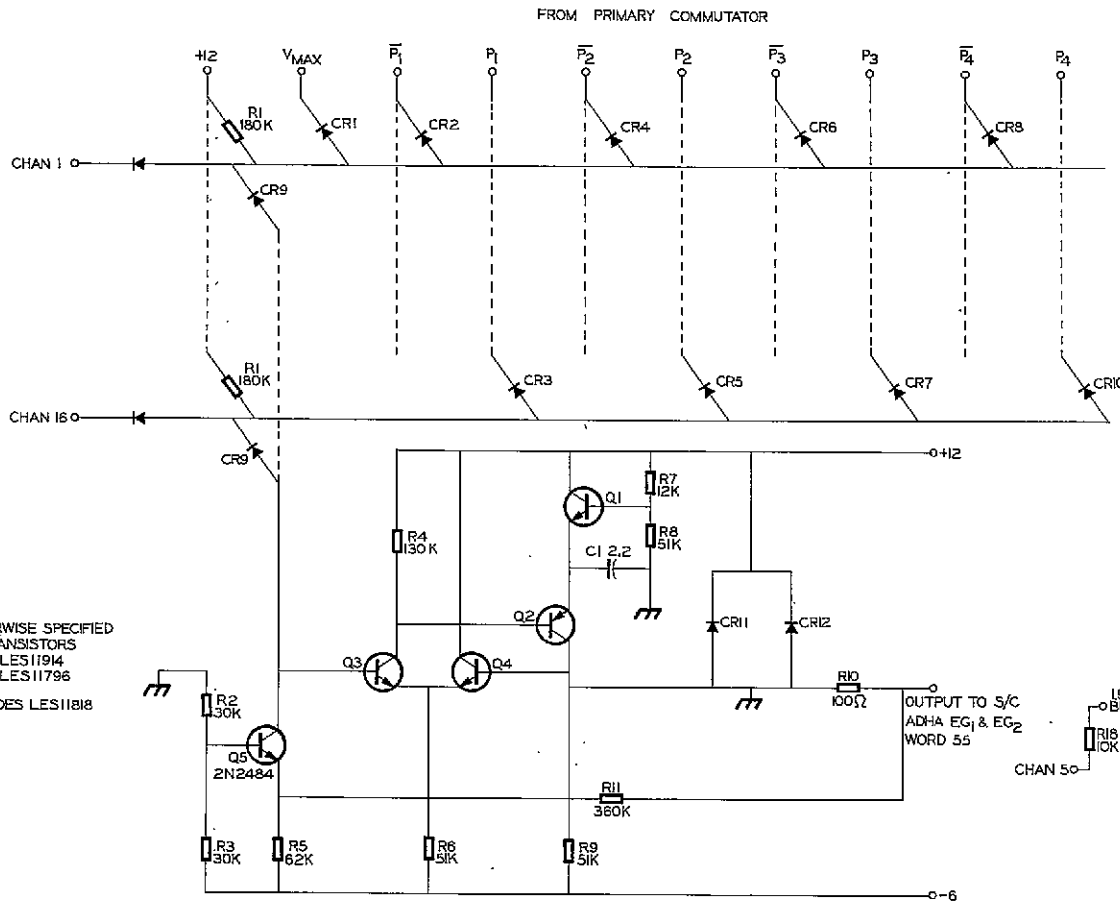 FROM PRIMARY COMMUTATOR
+12
V MAX
P̅1
P1
P̅2
P2
P̅3
P3
P̅4
P4
R1
180K
CR1
CR2
CR4
CR6
CR8
CHAN 1
CR9
R1
180K
CR3
CR5
CR7
CR10
CHAN 16
CR9
+12
Q1
R7
12K
R4
130K
R8
51K
C1 2.2
Q2
CR11
CR12
RWISE SPECIFIED
ANSISTORS
LES11914
LES11796
DES LES11818
Q3
Q4
R10
100Ω
R2
30K
OUTPUT TO S/C
ADHA EG1 & EG2
WORD 55
R18
10K
Q5
2N2484
CHAN 5
R11
360K
R3
30K
R5
62K
R6
51K
R9
51K
-6